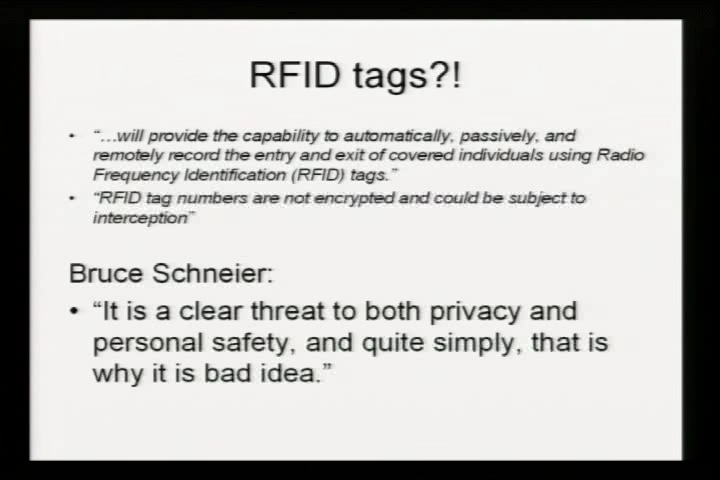 RFID tags?!
• "...will provide the capability to automatically, passively, and
remotely record the entry and exit of covered individuals using Radio
Frequency Identification (RFID) tags."
• "RFID tag numbers are not encrypted and could be subject to
interception"
Bruce Schneier:
• "It is a clear threat to both privacy and
personal safety, and quite simply, that is
why it is bad idea."